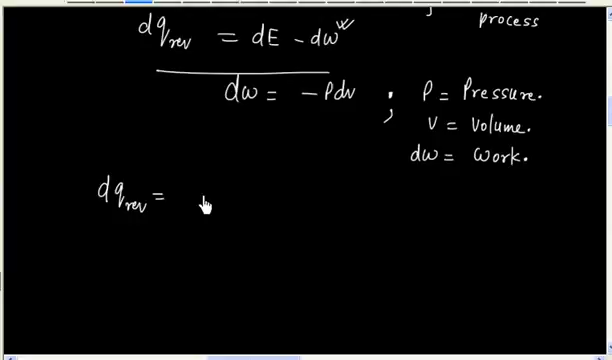 ; process
dq_rev = dE - dw
dw = - Pdv ; P = Pressure.
V = Volume.
dw = Work.
dq_rev =